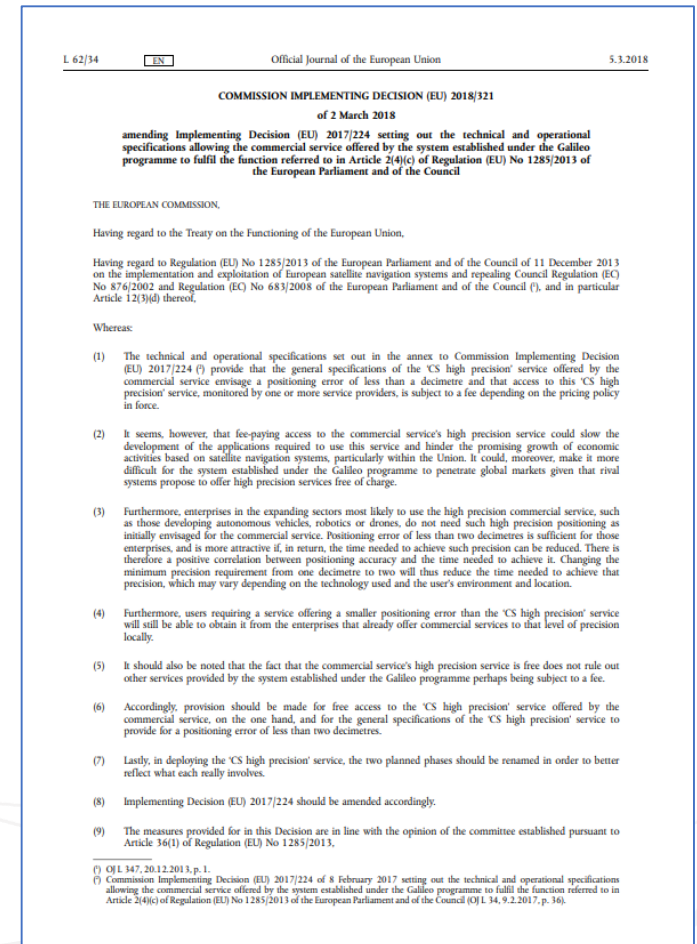 L 62/34 EN Official Journal of the European Union 5.3.2018
COMMISSION IMPLEMENTING DECISION (EU) 2018/321
of 2 March 2018
amending Implementing Decision (EU) 2017/224 setting out the technical and operational
specifications allowing the commercial service offered by the system established under the Galileo
programme to fulfil the function referred to in Article 2(4)(c) of Regulation (EU) No 1285/2013 of
the European Parliament and of the Council
THE EUROPEAN COMMISSION,
Having regard to the Treaty on the Functioning of the European Union,
Having regard to Regulation (EU) No 1285/2013 of the European Parliament and of the Council of 11 December 2013
on the implementation and exploitation of European satellite navigation systems and repealing Council Regulation (EC)
No 876/2002 and Regulation (EC) No 683/2008 of the European Parliament and of the Council (¹), and in particular
Article 12(3)(d) thereof,
Whereas:
(1) The technical and operational specifications set out in the annex to Commission Implementing Decision
(EU) 2017/224 (²) provide that the general specifications of the 'CS high precision' service offered by the
commercial service envisage a positioning error of less than a decimetre and that access to this 'CS high
precision' service, monitored by one or more service providers, is subject to a fee depending on the pricing policy
in force.
(2) It seems, however, that fee-paying access to the commercial service's high precision service could slow the
development of the applications required to use this service and hinder the promising growth of economic
activities based on satellite navigation systems, particularly within the Union. It could, moreover, make it more
difficult for the system established under the Galileo programme to penetrate global markets given that rival
systems propose to offer high precision services free of charge.
(3) Furthermore, enterprises in the expanding sectors most likely to use the high precision commercial service, such
as those developing autonomous vehicles, robotics or drones, do not need such high precision positioning as
initially envisaged for the commercial service. Positioning error of less than two decimetres is sufficient for those
enterprises, and is more attractive if, in return, the time needed to achieve such precision can be reduced. There is
therefore a positive correlation between positioning accuracy and the time needed to achieve it. Changing the
minimum precision requirement from one decimetre to two will thus reduce the time needed to achieve that
precision, which may vary depending on the technology used and the user's environment and location.
(4) Furthermore, users requiring a service offering a smaller positioning error than the 'CS high precision' service
will still be able to obtain it from the enterprises that already offer commercial services to that level of precision
locally.
(5) It should also be noted that the fact that the commercial service's high precision service is free does not rule out
other services provided by the system established under the Galileo programme perhaps being subject to a fee.
(6) Accordingly, provision should be made for free access to the 'CS high precision' service offered by the
commercial service, on the one hand, and for the general specifications of the 'CS high precision' service to
provide for a positioning error of less than two decimetres.
(7) Lastly, in deploying the 'CS high precision' service, the two planned phases should be renamed in order to better
reflect what each really involves.
(8) Implementing Decision (EU) 2017/224 should be amended accordingly.
(9) The measures provided for in this Decision are in line with the opinion of the committee established pursuant to
Article 36(1) of Regulation (EU) No 1285/2013,
(¹) OJ L 347, 20.12.2013, p. 1.
(²) Commission Implementing Decision (EU) 2017/224 of 8 February 2017 setting out the technical and operational specifications
allowing the commercial service offered by the system established under the Galileo programme to fulfil the function referred to in
Article 2(4)(c) of Regulation (EU) No 1285/2013 of the European Parliament and of the Council (OJ L 34, 9.2.2017, p. 36).